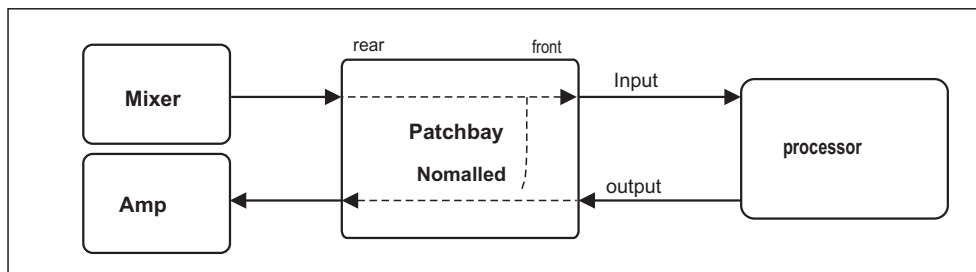 rear
front
Mixer
Input
Patchbay
Nomalled
processor
Amp
output